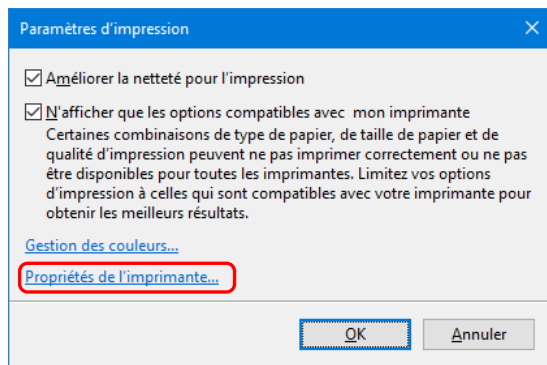 Paramètres d'impression
Améliorer la netteté pour l'impression
N'afficher que les options compatibles avec mon imprimante
Certaines combinaisons de type de papier, de taille de papier et de
qualité d'impression peuvent ne pas imprimer correctement ou ne pas
être disponibles pour toutes les imprimantes. Limitez vos options
d'impression à celles qui sont compatibles avec votre imprimante pour
obtenir les meilleurs résultats.
Gestion des couleurs...
Propriétés de l'imprimante...
OK
Annuler